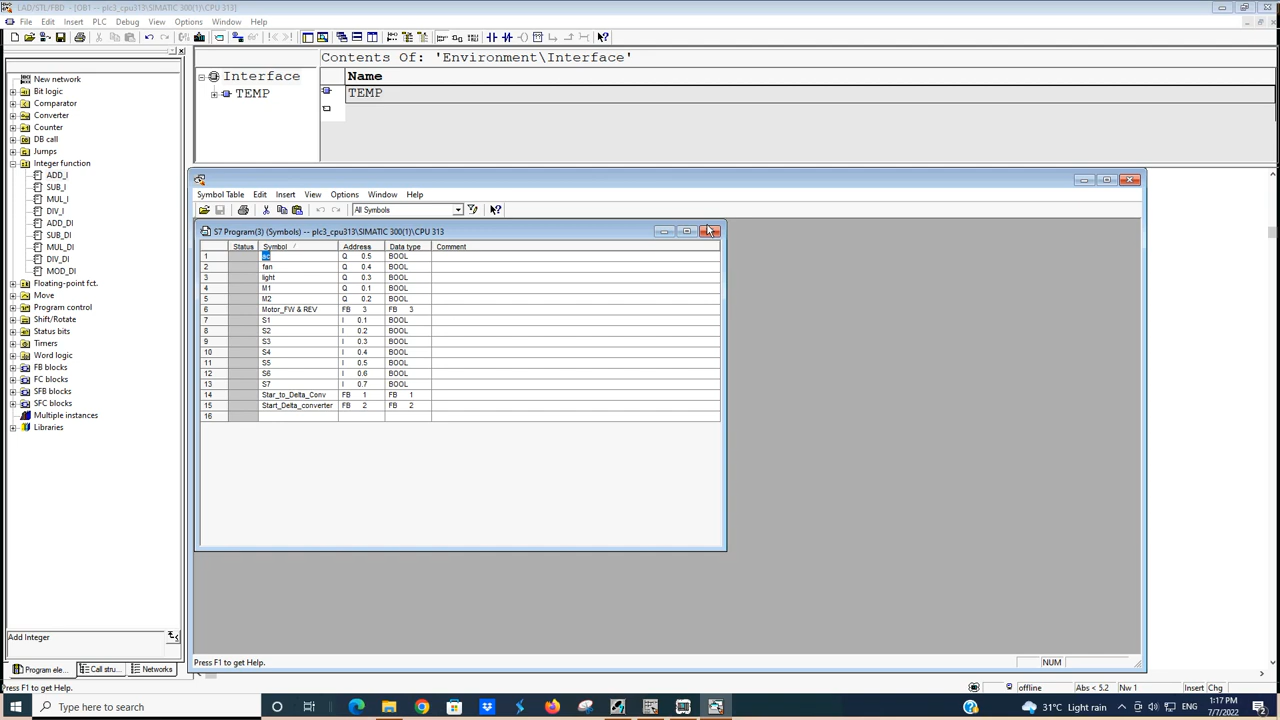 LAD/STL/FBD: - [OB1 -- plc3_cpu313\SIMATIC 300(1)\CPU 313]
File Edit Insert PLC Debug View Options Window Help
Contents Of: 'Environment\Interface'
Interface
TEMP
Name
TEMP
New network
Bit logic
Comparator
Converter
Counter
DB call
Jumps
Integer function
ADD_I
SUB_I
MUL_I
DIV_I
ADD_DI
SUB_DI
MUL_DI
DIV_DI
MOD_DI
Floating-point fct.
Move
Program control
Shift/Rotate
Status bits
Timers
Word logic
FB blocks
FC blocks
SFB blocks
SFC blocks
Multiple instances
Libraries
Add Integer
Program ele... Call stru... Networks
Press F1 to get Help.
Symbol Table Edit Insert View Options Window Help
All Symbols
S7 Program(3) (Symbols) -- plc3_cpu313\SIMATIC 300(1)\CPU 313
Status Symbol / Address Data type Comment
1 ac Q 0.5 BOOL
2 fan Q 0.4 BOOL
3 light Q 0.3 BOOL
4 M1 Q 0.1 BOOL
5 M2 Q 0.2 BOOL
6 Motor_FW & REV FB 3 FB 3
7 S1 I 0.1 BOOL
8 S2 I 0.2 BOOL
9 S3 I 0.3 BOOL
10 S4 I 0.4 BOOL
11 S5 I 0.5 BOOL
12 S6 I 0.6 BOOL
13 S7 I 0.7 BOOL
14 Star_to_Delta_Conv FB 1 FB 1
15 Start_Delta_converter FB 2 FB 2
16
Press F1 to get Help.
NUM
offline Abs < 5.2 Nw 1 Insert Chg
Type here to search
31°C Light rain
ENG
1:17 PM
7/7/2022
2